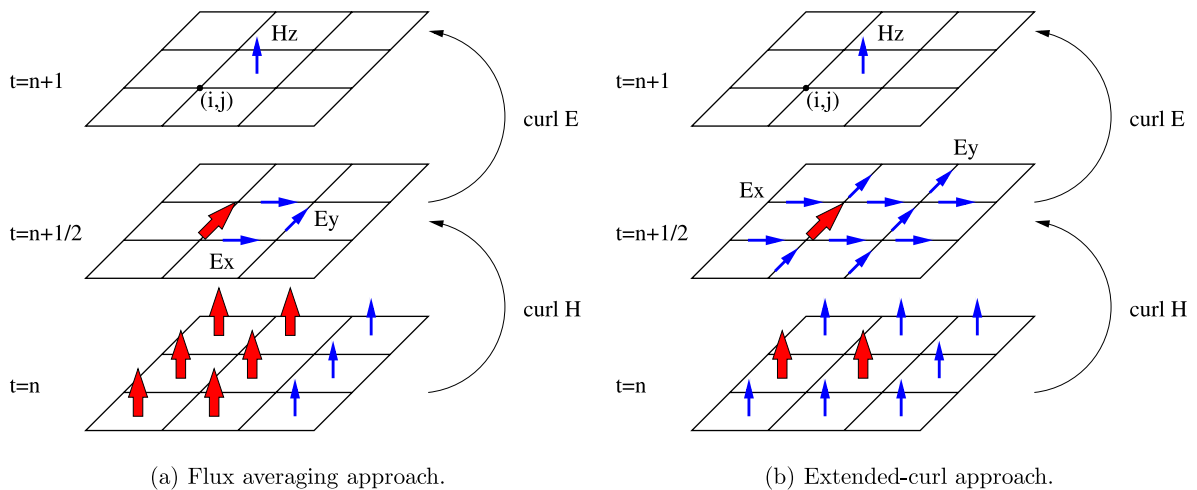 Hz
t=n+1
(i,j)
curl E
t=n+1/2
Ey
Ex
curl H
t=n
(a) Flux averaging approach.
Hz
t=n+1
(i,j)
curl E
Ey
Ex
t=n+1/2
curl H
t=n
(b) Extended-curl approach.